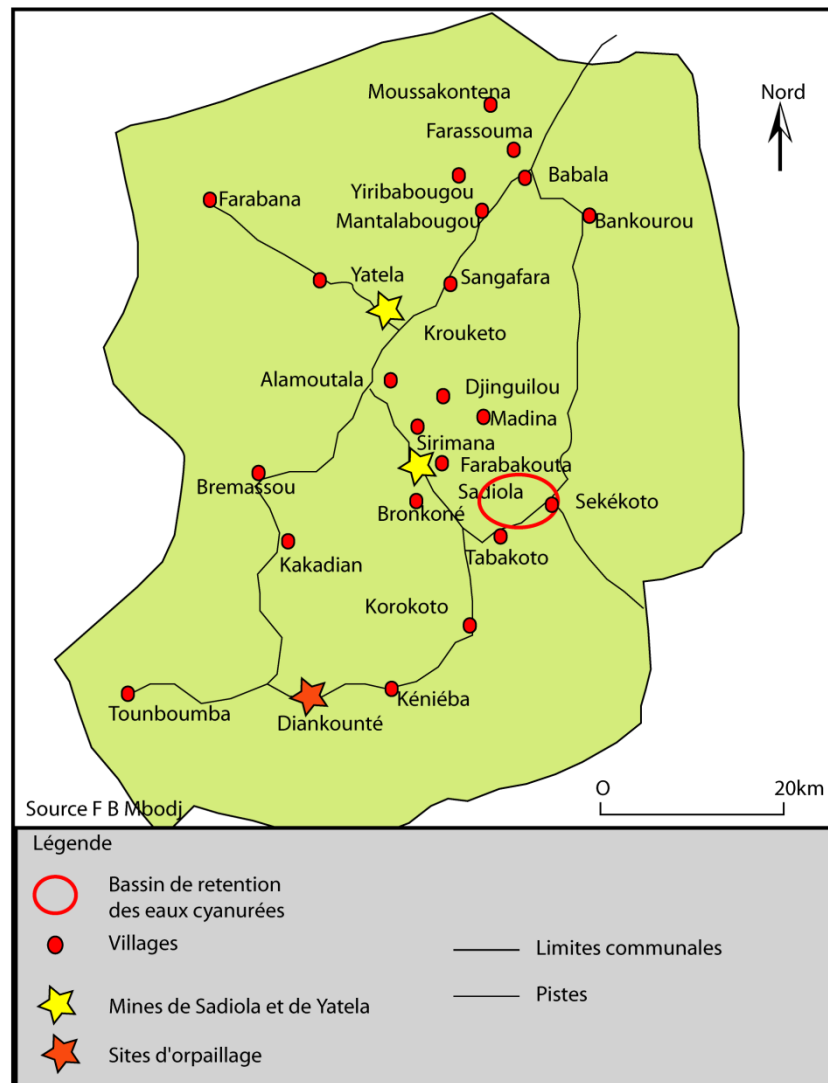 Moussakontena
Nord
Farassouma
Babala
Yiribabougou
Farabana
Mantalabougou
Bankourou
Yatela
Sangafara
Krouketo
Alamoutala
Djinguilou
Madina
Sirimana
Farabakouta
Bremassou
Sadiola
Sekékoto
Bronkoné
Tabakoto
Kakadian
Korokoto
Tounboumba
Kéniéba
Diankounté
O 20km
Source F B Mbodj
Légende
Bassin de retention
des eaux cyanurées
Villages
Limites communales
Pistes
Mines de Sadiola et de Yatela
Sites d'orpaillage